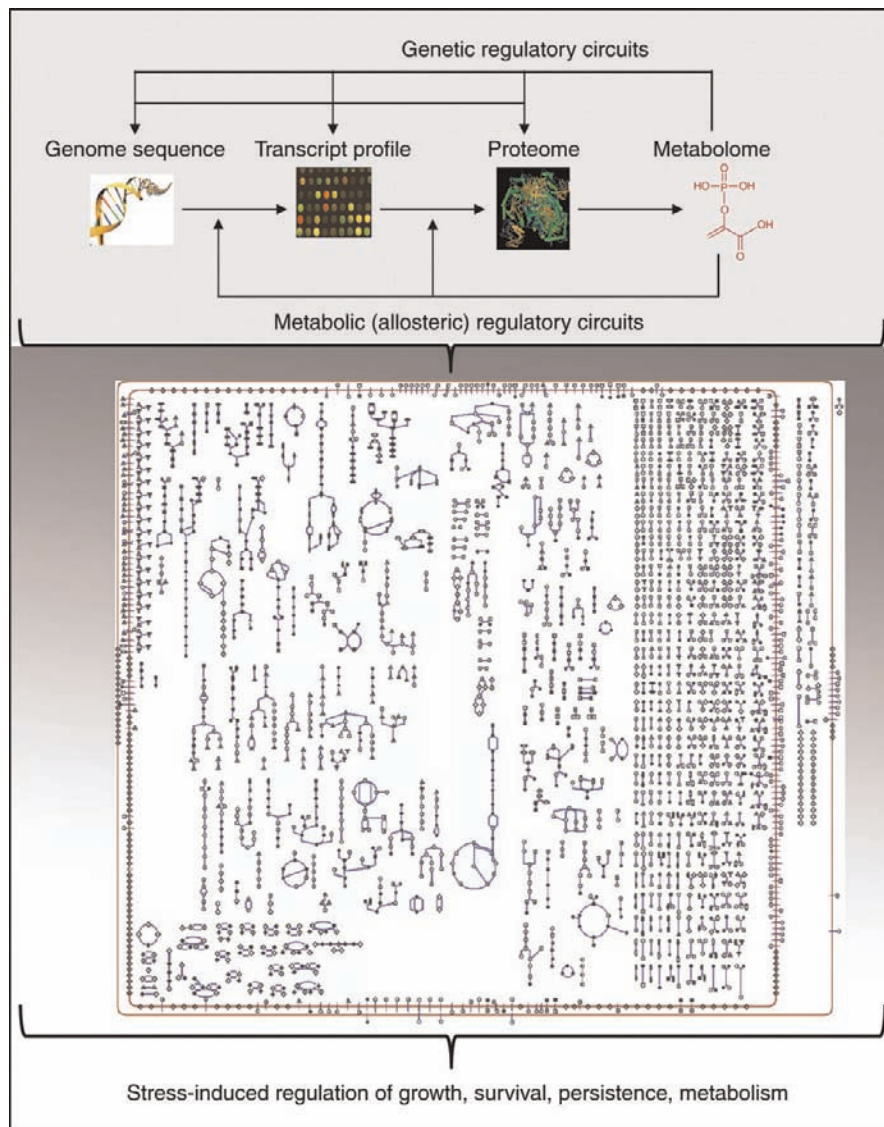 Genetic regulatory circuits
Genome sequence Transcript profile Proteome Metabolome
O
HO P OH
O
OH
O
Metabolic (allosteric) regulatory circuits
Stress-induced regulation of growth, survival, persistence, metabolism